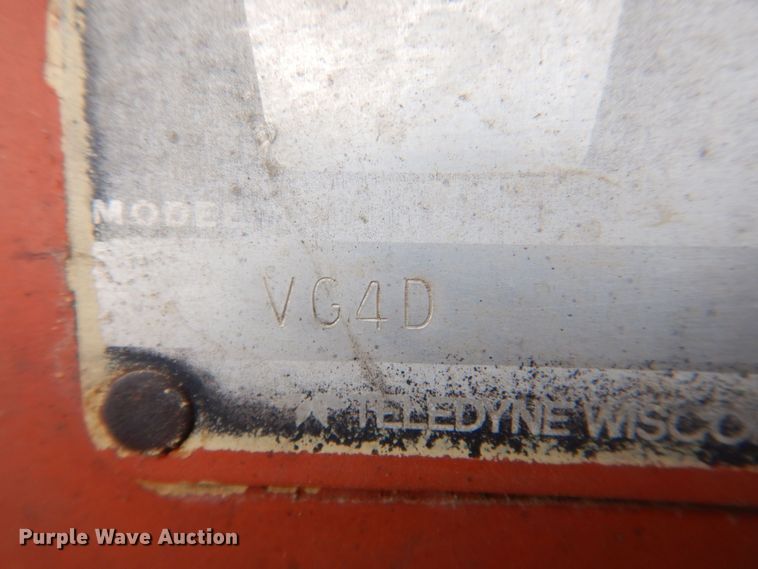 MODEL
VG4D
TELEDYNE WISCO
Purple Wave Auction